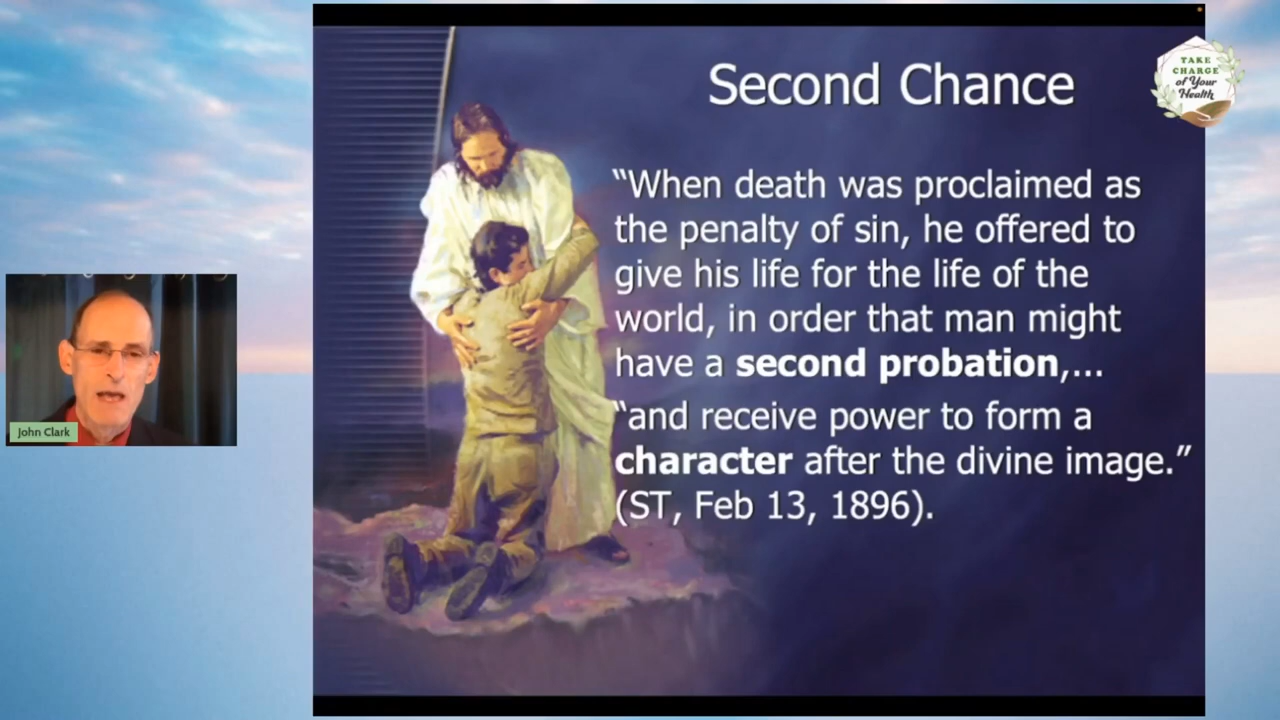 Second Chance
TAKE
CHARGE
of Your
Health
“When death was proclaimed as
the penalty of sin, he offered to
give his life for the life of the
world, in order that man might
have a second probation,...
“and receive power to form a
character after the divine image.”
(ST, Feb 13, 1896).
John Clark